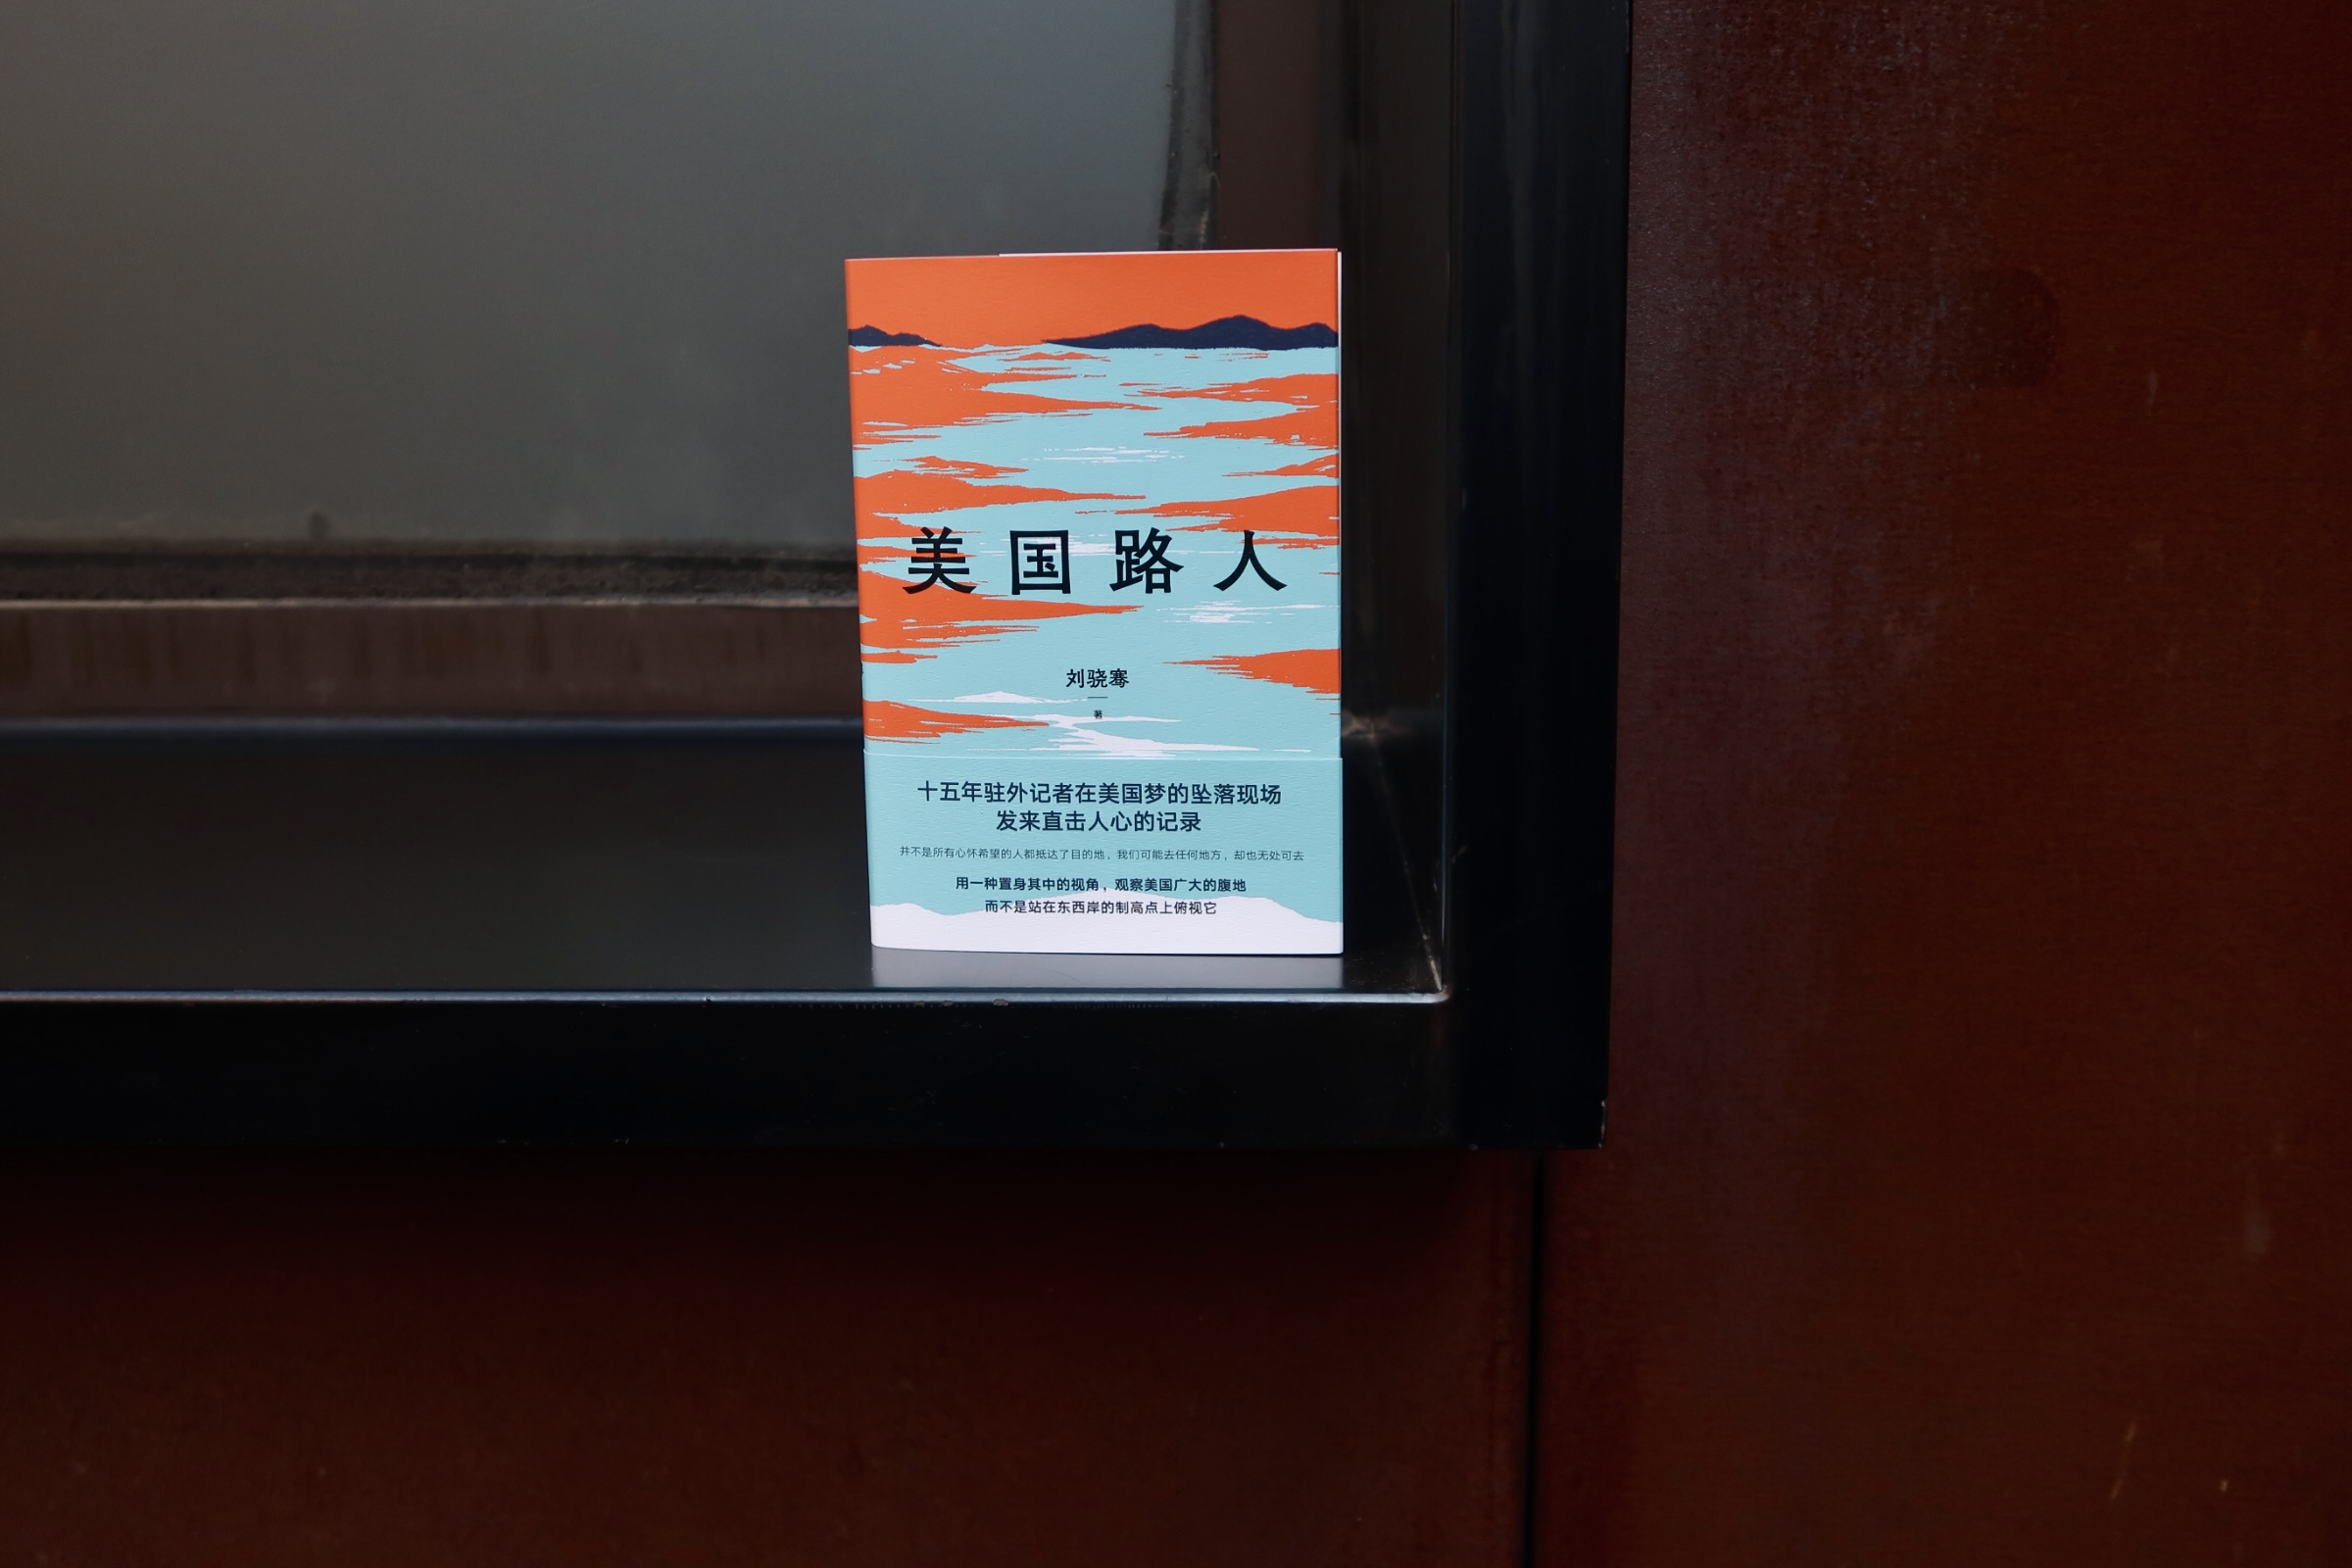 美国路人
刘骁骞
著
十五年驻外记者在美国梦的坠落现场
发来直击人心的记录
并不是所有心怀希望的人都抵达了目的地，我们可能去任何地方，却也无处可去
用一种置身其中的视角，观察美国广大的腹地
而不是站在东西岸的制高点上俯视它